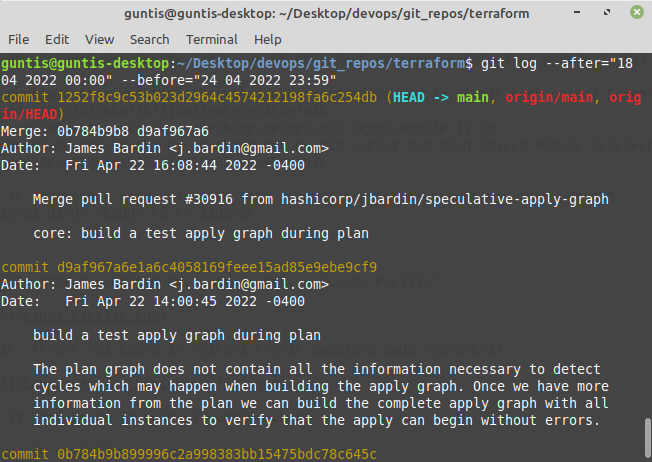 guntis@guntis-desktop: ~/Desktop/devops/git_repos/terraform
File Edit View Search Terminal Help
guntis@guntis-desktop:~/Desktop/devops/git_repos/terraform$ git log --after="18
04 2022 00:00" --before="24 04 2022 23:59"
commit 1252f8c9c53b023d2964c4574212198fa6c254db (HEAD -> main, origin/main, orig
in/HEAD)
Merge: 0b784b9b8 d9af967a6
Author: James Bardin <j.bardin@gmail.com>
Date:   Fri Apr 22 16:08:44 2022 -0400
Merge pull request #30916 from hashicorp/jbardin/speculative-apply-graph
core: build a test apply graph during plan
commit d9af967a6e1a6c4058169feee15ad85e9ebe9cf9
Author: James Bardin <j.bardin@gmail.com>
Date:   Fri Apr 22 14:00:45 2022 -0400
build a test apply graph during plan
The plan graph does not contain all the information necessary to detect
cycles which may happen when building the apply graph. Once we have more
information from the plan we can build the complete apply graph with all
individual instances to verify that the apply can begin without errors.
commit 0b784b9b899996c2a998383bb15475bdc78c645c